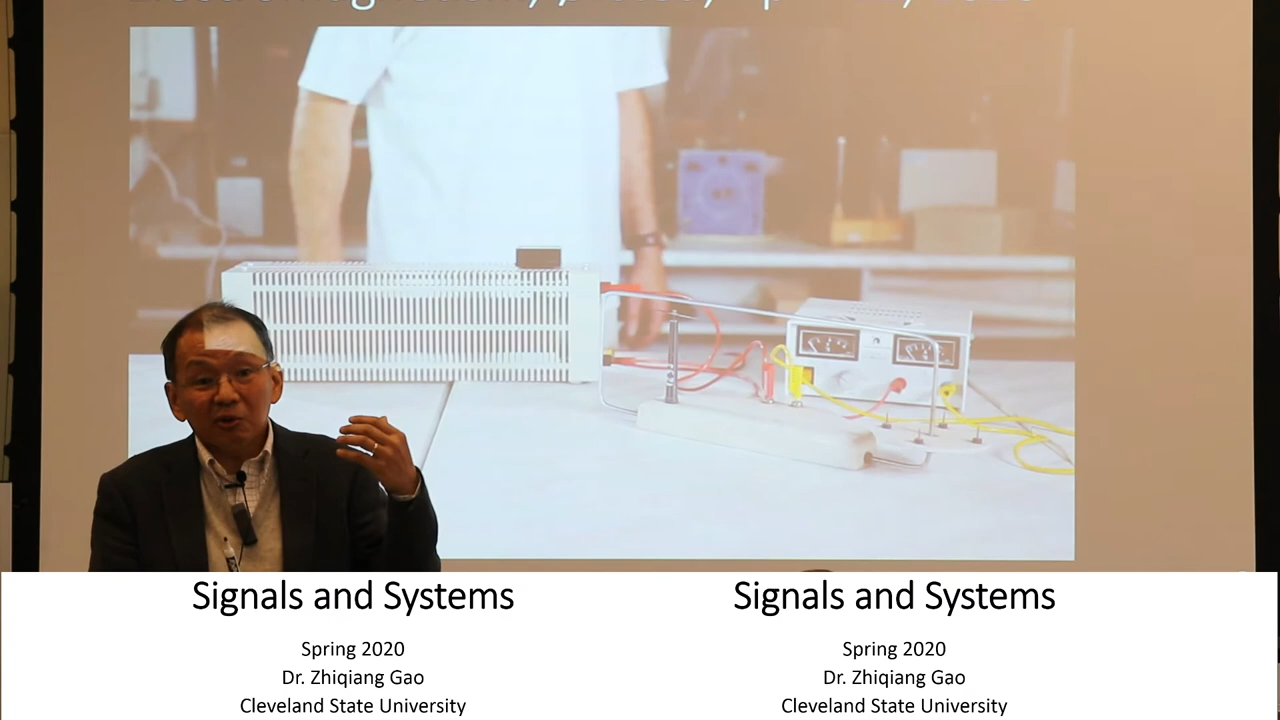 Signals and Systems
Spring 2020
Dr. Zhiqiang Gao
Cleveland State University
Signals and Systems
Spring 2020
Dr. Zhiqiang Gao
Cleveland State University